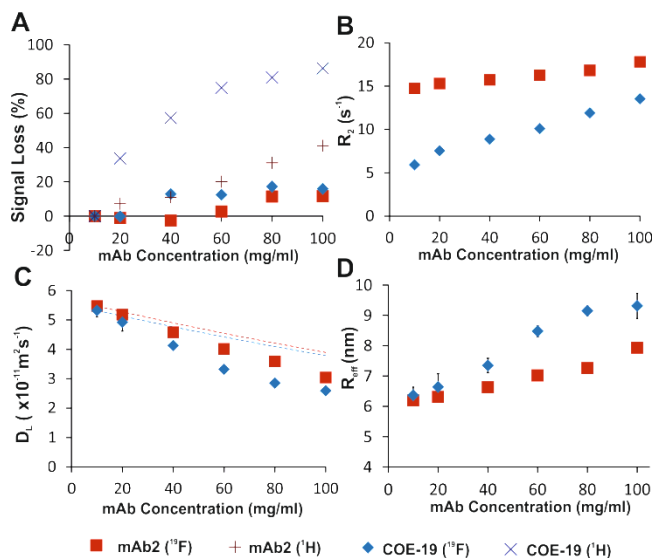 A
100
80
60
40
20
0
-20
Signal Loss (%)
20 40 60 80 100
mAb Concentration (mg/ml)
B
20
15
10
5
0
R2 (s-1)
0 20 40 60 80 100
mAb Concentration (mg/ml)
C
6
5
4
3
2
1
0
DL ( x10-11m2s-1)
0 20 40 60 80 100
mAb Concentration (mg/ml)
D
10
9
8
7
6
5
4
Reff (nm)
0 20 40 60 80 100
mAb Concentration (mg/ml)
mAb2 (19F) mAb2 (1H) COE-19 (19F) COE-19 (1H)